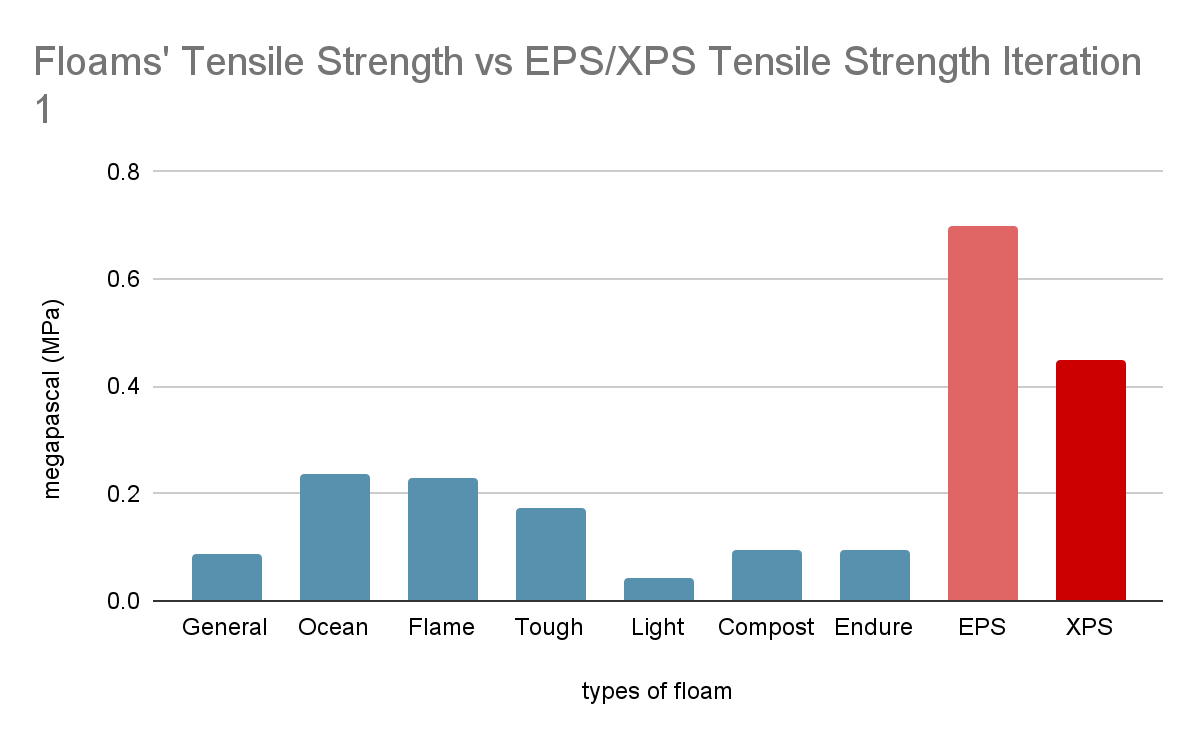 Floams' Tensile Strength vs EPS/XPS Tensile Strength Iteration
1
0.8
0.6
0.4
0.2
0.0
megapascal (MPa)
General Ocean Flame Tough Light Compost Endure EPS XPS
types of floam